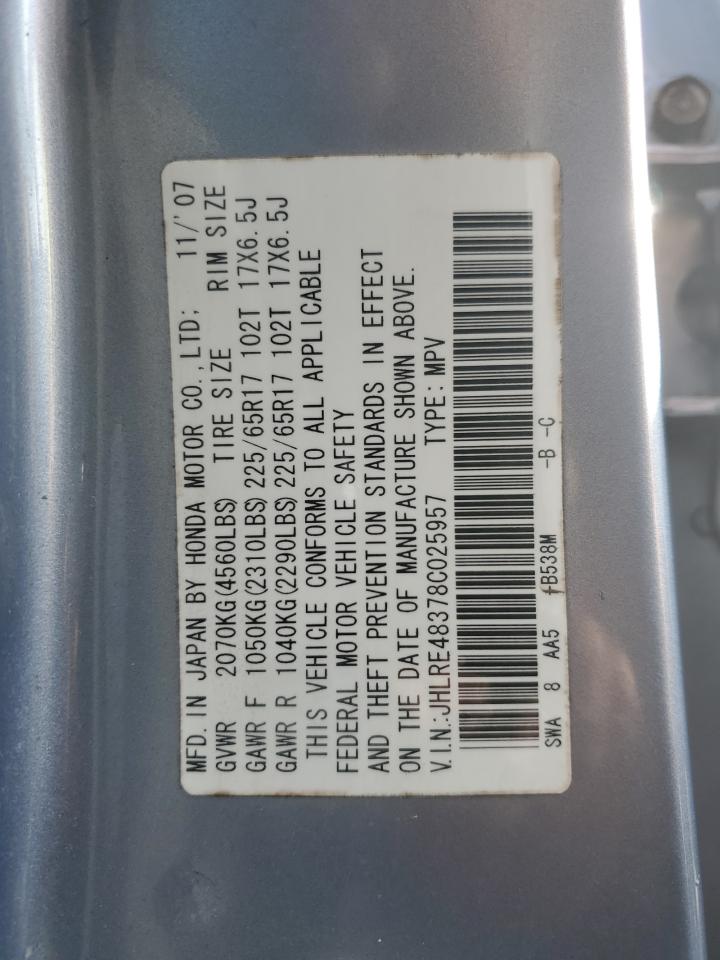 MFD. IN JAPAN BY HONDA MOTOR CO.,LTD; 11/'07
GVWR 2070KG(4560LBS) TIRE SIZE RIM SIZE
GAWR F 1050KG(2310LBS) 225/65R17 102T 17X6.5J
GAWR R 1040KG(2290LBS) 225/65R17 102T 17X6.5J
THIS VEHICLE CONFORMS TO ALL APPLICABLE
FEDERAL MOTOR VEHICLE SAFETY
AND THEFT PREVENTION STANDARDS IN EFFECT
ON THE DATE OF MANUFACTURE SHOWN ABOVE.
V.I.N.:JHLRE48378C025957 TYPE:MPV
SWA 8 AA5 B538M -B -C